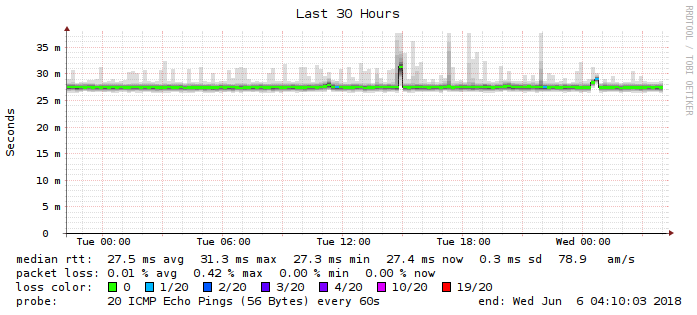 Last 30 Hours
RRDTOOL / TOBI OETIKER
Seconds
35 m
30 m
25 m
20 m
15 m
10 m
5 m
0
Tue 00:00 Tue 06:00 Tue 12:00 Tue 18:00 Wed 00:00
median rtt: 27.5 ms avg 31.3 ms max 27.3 ms min 27.4 ms now 0.3 ms sd 78.9 am/s
packet loss: 0.01 % avg 0.42 % max 0.00 % min 0.00 % now
loss color: 0 1/20 2/20 3/20 4/20 10/20 19/20
probe: 20 ICMP Echo Pings (56 Bytes) every 60s end: Wed Jun 6 04:10:03 2018